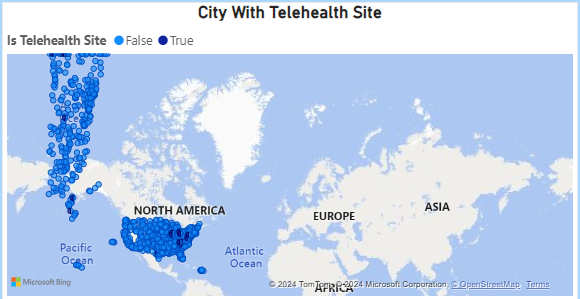 City With Telehealth Site
Is Telehealth Site False True
NORTH AMERICA
EUROPE
ASIA
Pacific
Ocean
Atlantic
Ocean
AFRICA
Microsoft Bing
© 2024 TomTom, © 2024 Microsoft Corporation, © OpenStreetMap Terms